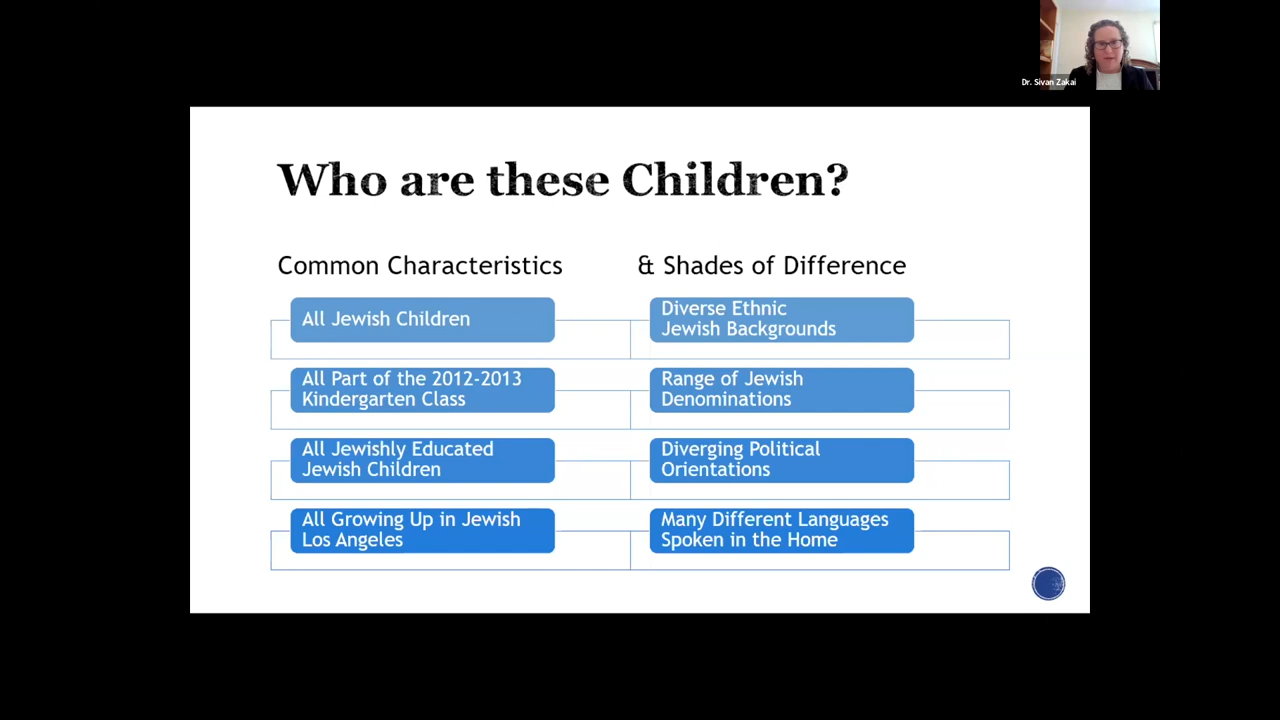 Dr. Sivan Zakai
Who are these Children?
Common Characteristics
All Jewish Children
All Part of the 2012-2013
Kindergarten Class
All Jewishly Educated
Jewish Children
All Growing Up in Jewish
Los Angeles
& Shades of Difference
Diverse Ethnic
Jewish Backgrounds
Range of Jewish
Denominations
Diverging Political
Orientations
Many Different Languages
Spoken in the Home